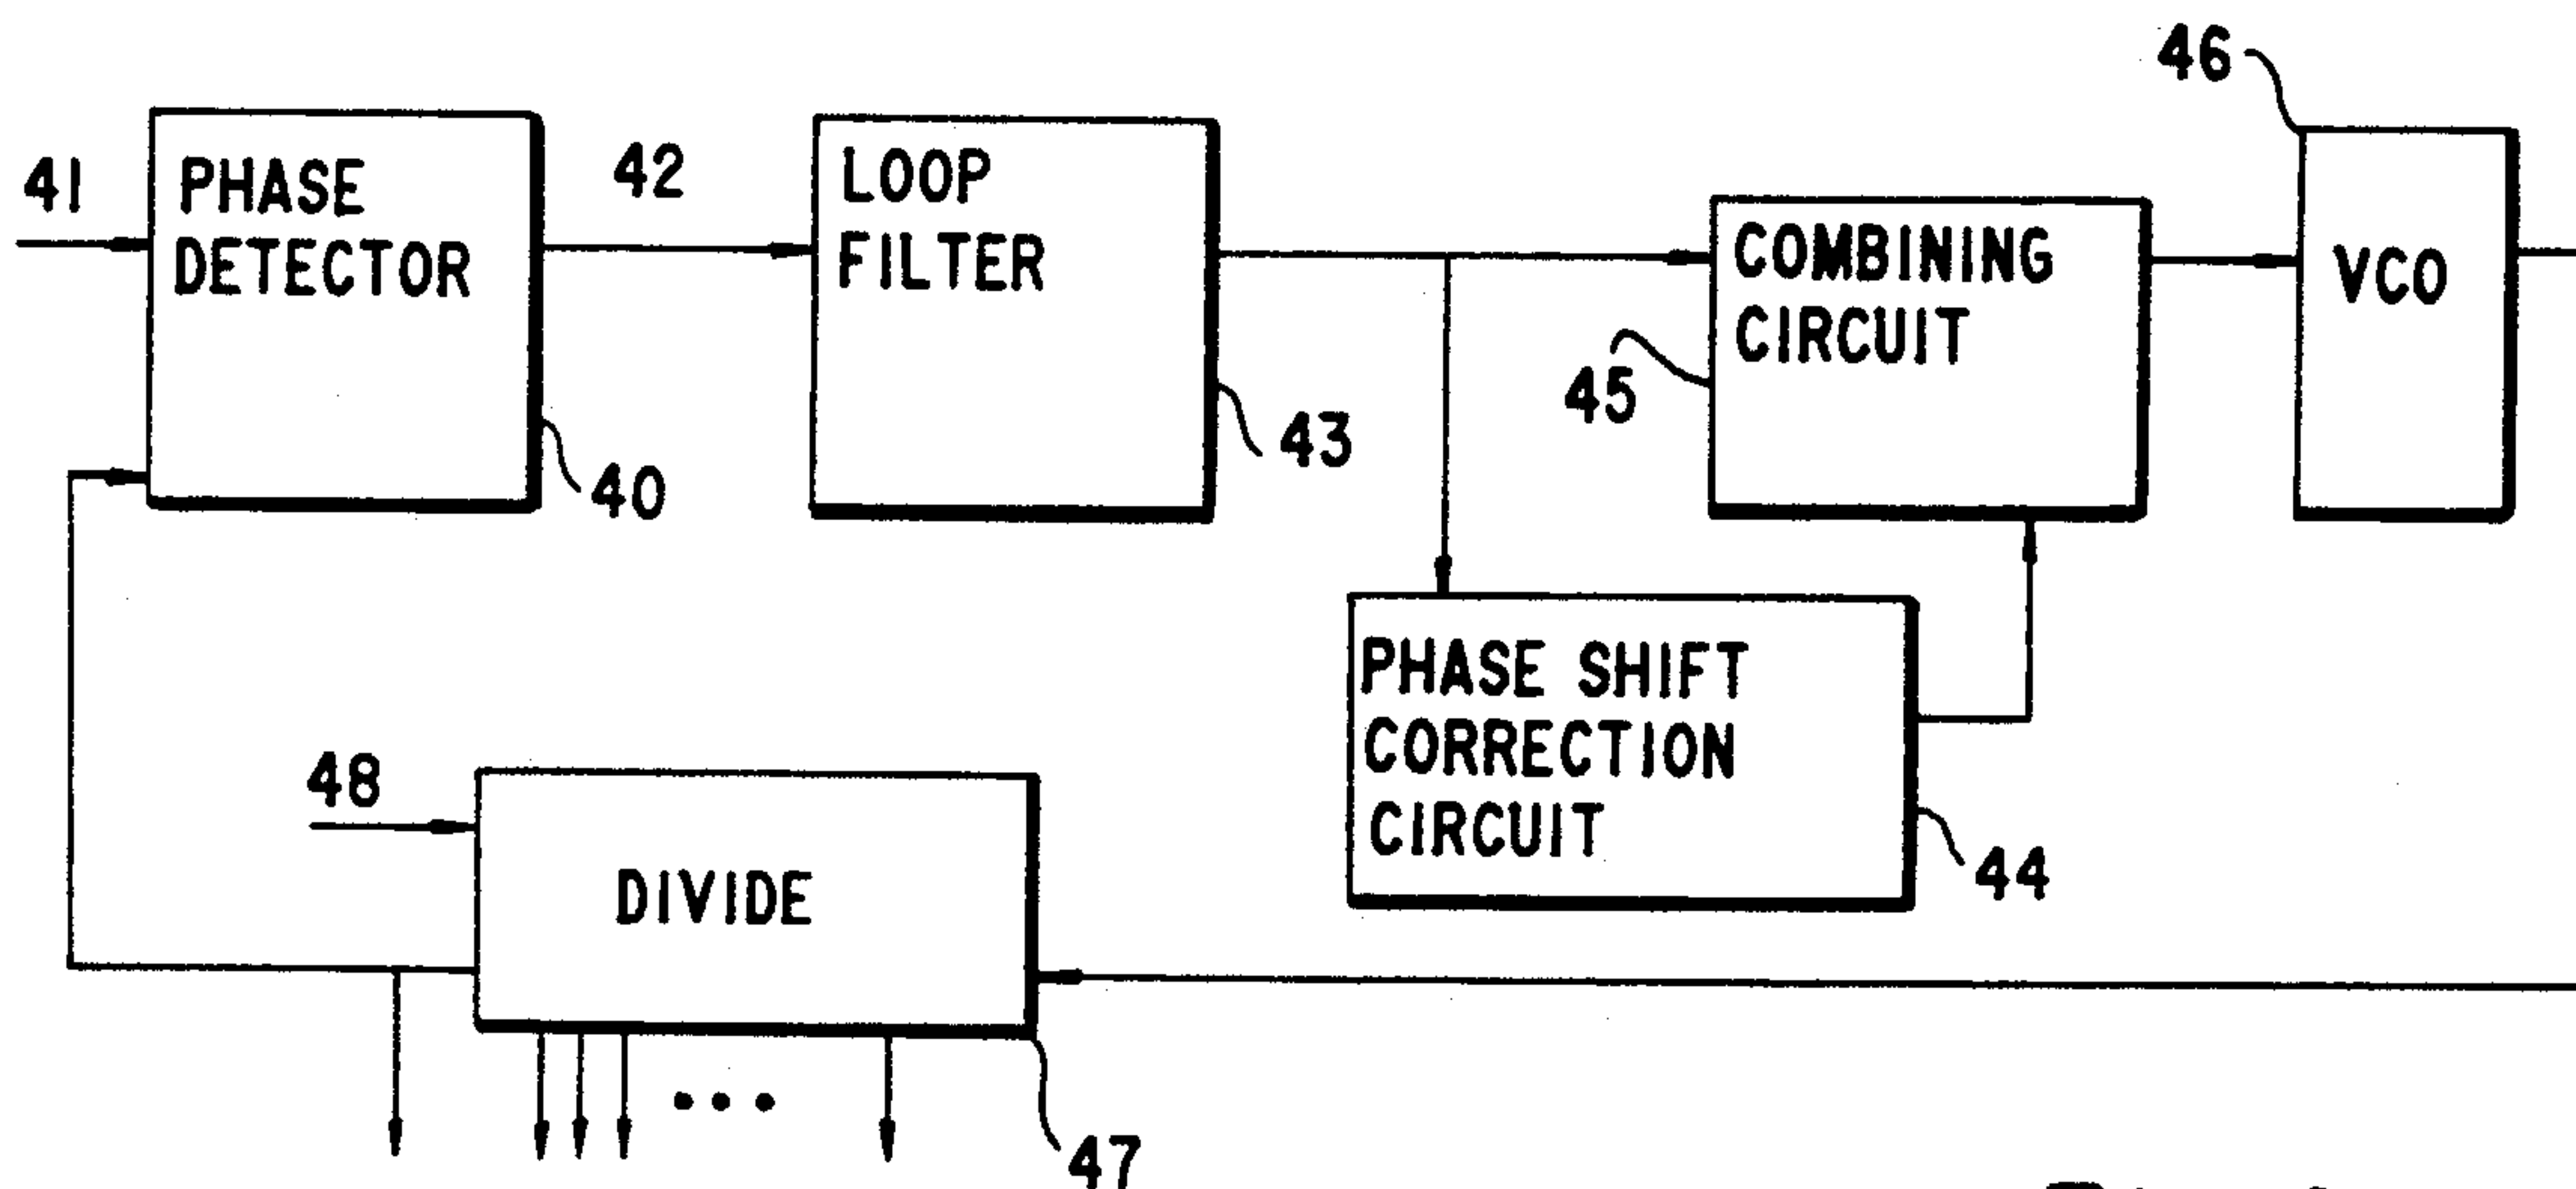 46
41
PHASE
DETECTOR
42
LOOP
FILTER
COMBINING
CIRCUIT
VCO
45
43
40
PHASE SHIFT
CORRECTION
CIRCUIT
48
DIVIDE
44
47